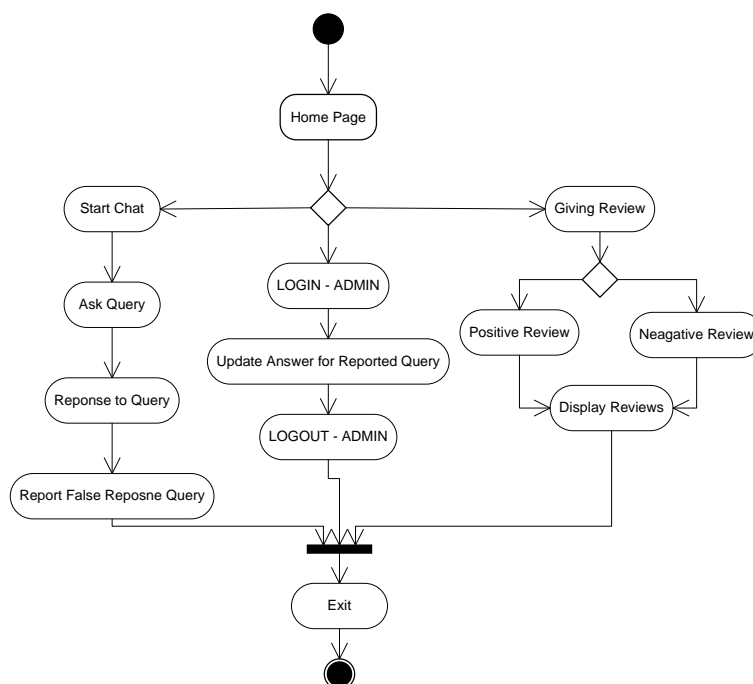 Home Page
Start Chat
Giving Review
LOGIN - ADMIN
Ask Query
Positive Review
Neagative Review
Update Answer for Reported Query
Reponse to Query
Display Reviews
LOGOUT - ADMIN
Report False Reposne Query
Exit